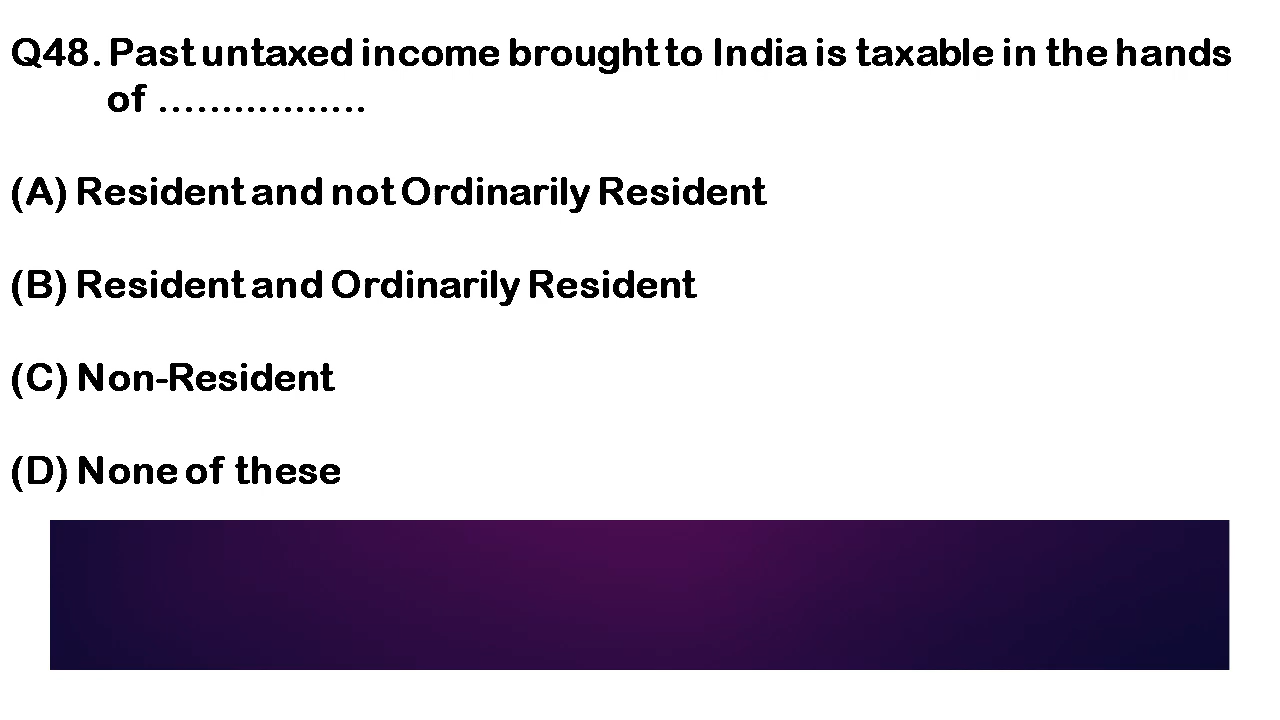 Q48. Past untaxed income brought to India is taxable in the hands
of .................
(A) Resident and not Ordinarily Resident
(B) Resident and Ordinarily Resident
(C) Non-Resident
(D) None of these